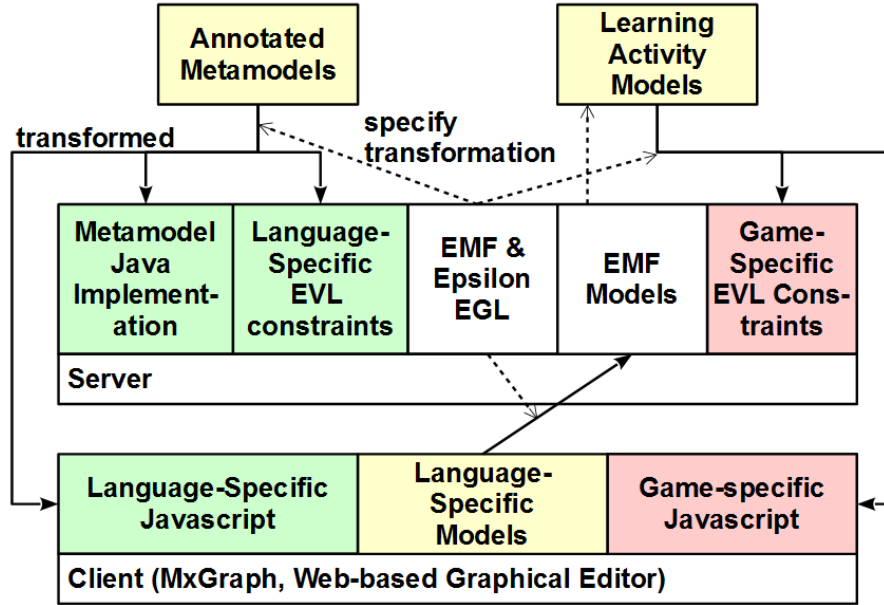 Annotated
Metamodels
Learning
Activity
Models
transformed
specify
transformation
Metamodel
Java
Implement-
ation
Language-
Specific
EVL
constraints
EMF &
Epsilon
EGL
EMF
Models
Game-
Specific
EVL Cons-
traints
Server
Language-Specific
Javascript
Language-
Specific
Models
Game-specific
Javascript
Client (MxGraph, Web-based Graphical Editor)